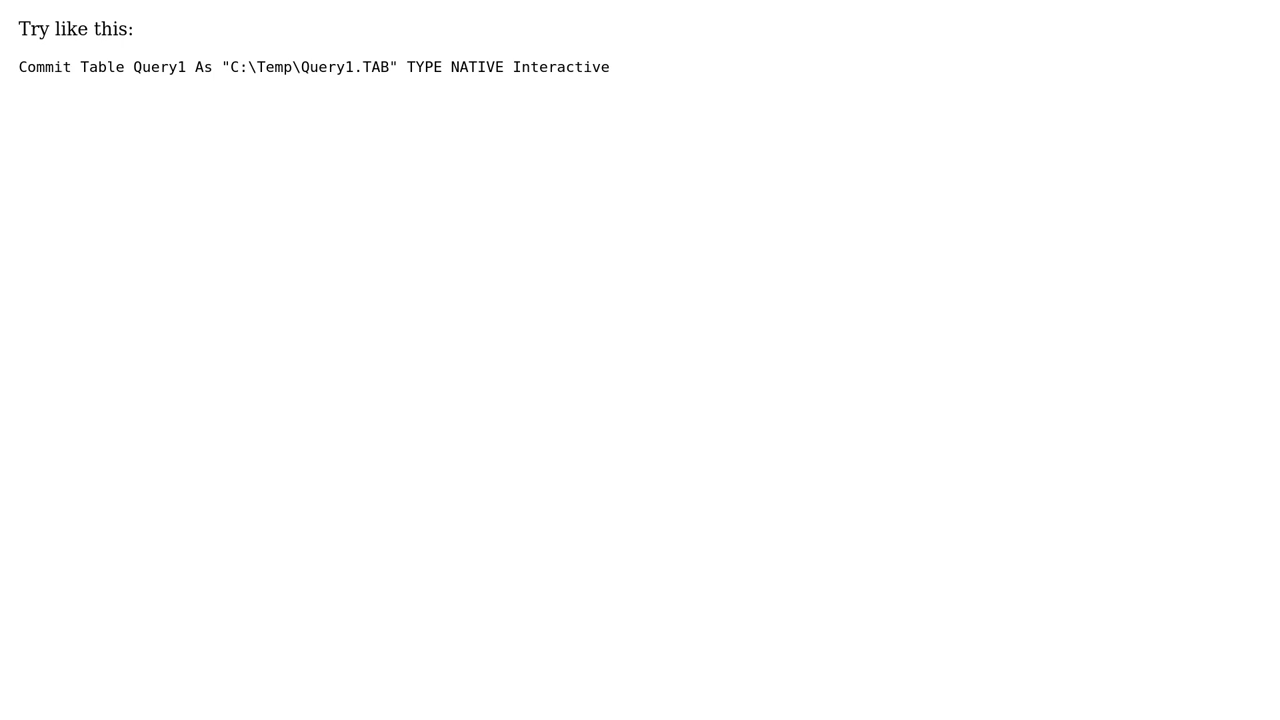 Try like this:
Commit Table Query1 As "C:\Temp\Query1.TAB" TYPE NATIVE Interactive